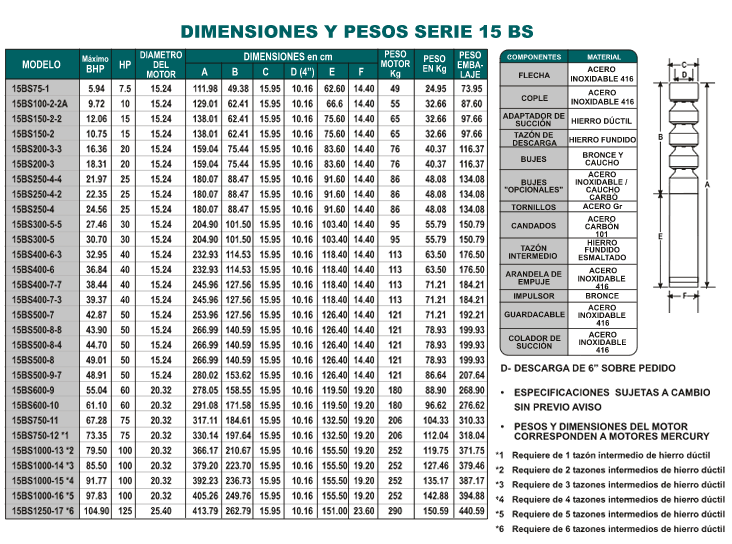 DIMENSIONES Y PESOS SERIE 15 BS
MODELO Máximo BHP HP DIAMETRO DEL MOTOR DIMENSIONES en cm PESO MOTOR Kg PESO EN Kg PESO EMBA- LAJE
A B C D (4") E F
15BS75-1 5.94 7.5 15.24 111.98 49.38 15.95 10.16 62.60 14.40 49 24.95 73.95
15BS100-2-2A 9.72 10 15.24 129.01 62.41 15.95 10.16 66.6 14.40 55 32.66 87.60
15BS150-2-2 12.06 15 15.24 138.01 62.41 15.95 10.16 75.60 14.40 65 32.66 97.66
15BS150-2 10.75 15 15.24 138.01 62.41 15.95 10.16 75.60 14.40 65 32.66 97.66
15BS200-3-3 16.36 20 15.24 159.04 75.44 15.95 10.16 83.60 14.40 76 40.37 116.37
15BS200-3 18.31 20 15.24 159.04 75.44 15.95 10.16 83.60 14.40 76 40.37 116.37
15BS250-4-4 21.97 25 15.24 180.07 88.47 15.95 10.16 91.60 14.40 86 48.08 134.08
15BS250-4-2 22.35 25 15.24 180.07 88.47 15.95 10.16 91.60 14.40 86 48.08 134.08
15BS250-4 24.56 25 15.24 180.07 88.47 15.95 10.16 91.60 14.40 86 48.08 134.08
15BS300-5-5 27.46 30 15.24 204.90 101.50 15.95 10.16 103.40 14.40 95 55.79 150.79
15BS300-5 30.70 30 15.24 204.90 101.50 15.95 10.16 103.40 14.40 95 55.79 150.79
15BS400-6-3 32.95 40 15.24 232.93 114.53 15.95 10.16 118.40 14.40 113 63.50 176.50
15BS400-6 36.84 40 15.24 232.93 114.53 15.95 10.16 118.40 14.40 113 63.50 176.50
15BS400-7-7 38.44 40 15.24 245.96 127.56 15.95 10.16 118.40 14.40 113 71.21 184.21
15BS400-7-3 39.37 40 15.24 245.96 127.56 15.95 10.16 118.40 14.40 113 71.21 184.21
15BS500-7 42.87 50 15.24 253.96 127.56 15.95 10.16 126.40 14.40 121 71.21 192.21
15BS500-8-8 43.90 50 15.24 266.99 140.59 15.95 10.16 126.40 14.40 121 78.93 199.93
15BS500-8-4 44.70 50 15.24 266.99 140.59 15.95 10.16 126.40 14.40 121 78.93 199.93
15BS500-8 49.01 50 15.24 266.99 140.59 15.95 10.16 126.40 14.40 121 78.93 199.93
15BS500-9-7 48.91 50 15.24 280.02 153.62 15.95 10.16 126.40 14.40 121 86.64 207.64
15BS600-9 55.04 60 20.32 278.05 158.55 15.95 10.16 119.50 19.20 180 88.90 268.90
15BS600-10 61.10 60 20.32 291.08 171.58 15.95 10.16 119.50 19.20 180 96.62 276.62
15BS750-11 67.28 75 20.32 317.11 184.61 15.95 10.16 132.50 19.20 206 104.33 310.33
15BS750-12 *1 73.35 75 20.32 330.14 197.64 15.95 10.16 132.50 19.20 206 112.04 318.04
15BS1000-13 *2 79.50 100 20.32 366.17 210.67 15.95 10.16 155.50 19.20 252 119.75 371.75
15BS1000-14 *3 85.50 100 20.32 379.20 223.70 15.95 10.16 155.50 19.20 252 127.46 379.46
15BS1000-15 *4 91.77 100 20.32 392.23 236.73 15.95 10.16 155.50 19.20 252 135.17 387.17
15BS1000-16 *5 97.83 100 20.32 405.26 249.76 15.95 10.16 155.50 19.20 252 142.88 394.88
15BS1250-17 *6 104.90 125 25.40 413.79 262.79 15.95 10.16 151.00 23.60 290 150.59 440.59
COMPONENTES MATERIAL
FLECHA ACERO INOXIDABLE 416
COPLE ACERO INOXIDABLE 416
ADAPTADOR DE SUCCIÓN HIERRO DÚCTIL
TAZÓN DE DESCARGA HIERRO FUNDIDO
BUJES BRONCE Y CAUCHO
BUJES "OPCIONALES" ACERO INOXIDABLE / CAUCHO CARBÓ
TORNILLOS ACERO Gr
CANDADOS ACERO CARBÓN 101
TAZÓN INTERMEDIO HIERRO FUNDIDO ESMALTADO
ARANDELA DE EMPUJE ACERO INOXIDABLE 416
IMPULSOR BRONCE
GUARDACABLE ACERO INOXIDABLE 416
COLADOR DE SUCCIÓN ACERO INOXIDABLE 416
C
D
B
A
E
F
D- DESCARGA DE 6" SOBRE PEDIDO
• ESPECIFICACIONES SUJETAS A CAMBIO
SIN PREVIO AVISO
• PESOS Y DIMENSIONES DEL MOTOR
CORRESPONDEN A MOTORES MERCURY
*1 Requiere de 1 tazón intermedio de hierro dúctil
*2 Requiere de 2 tazones intermedios de hierro dúctil
*3 Requiere de 3 tazones intermedios de hierro dúctil
*4 Requiere de 4 tazones intermedios de hierro dúctil
*5 Requiere de 5 tazones intermedios de hierro dúctil
*6 Requiere de 6 tazones intermedios de hierro dúctil